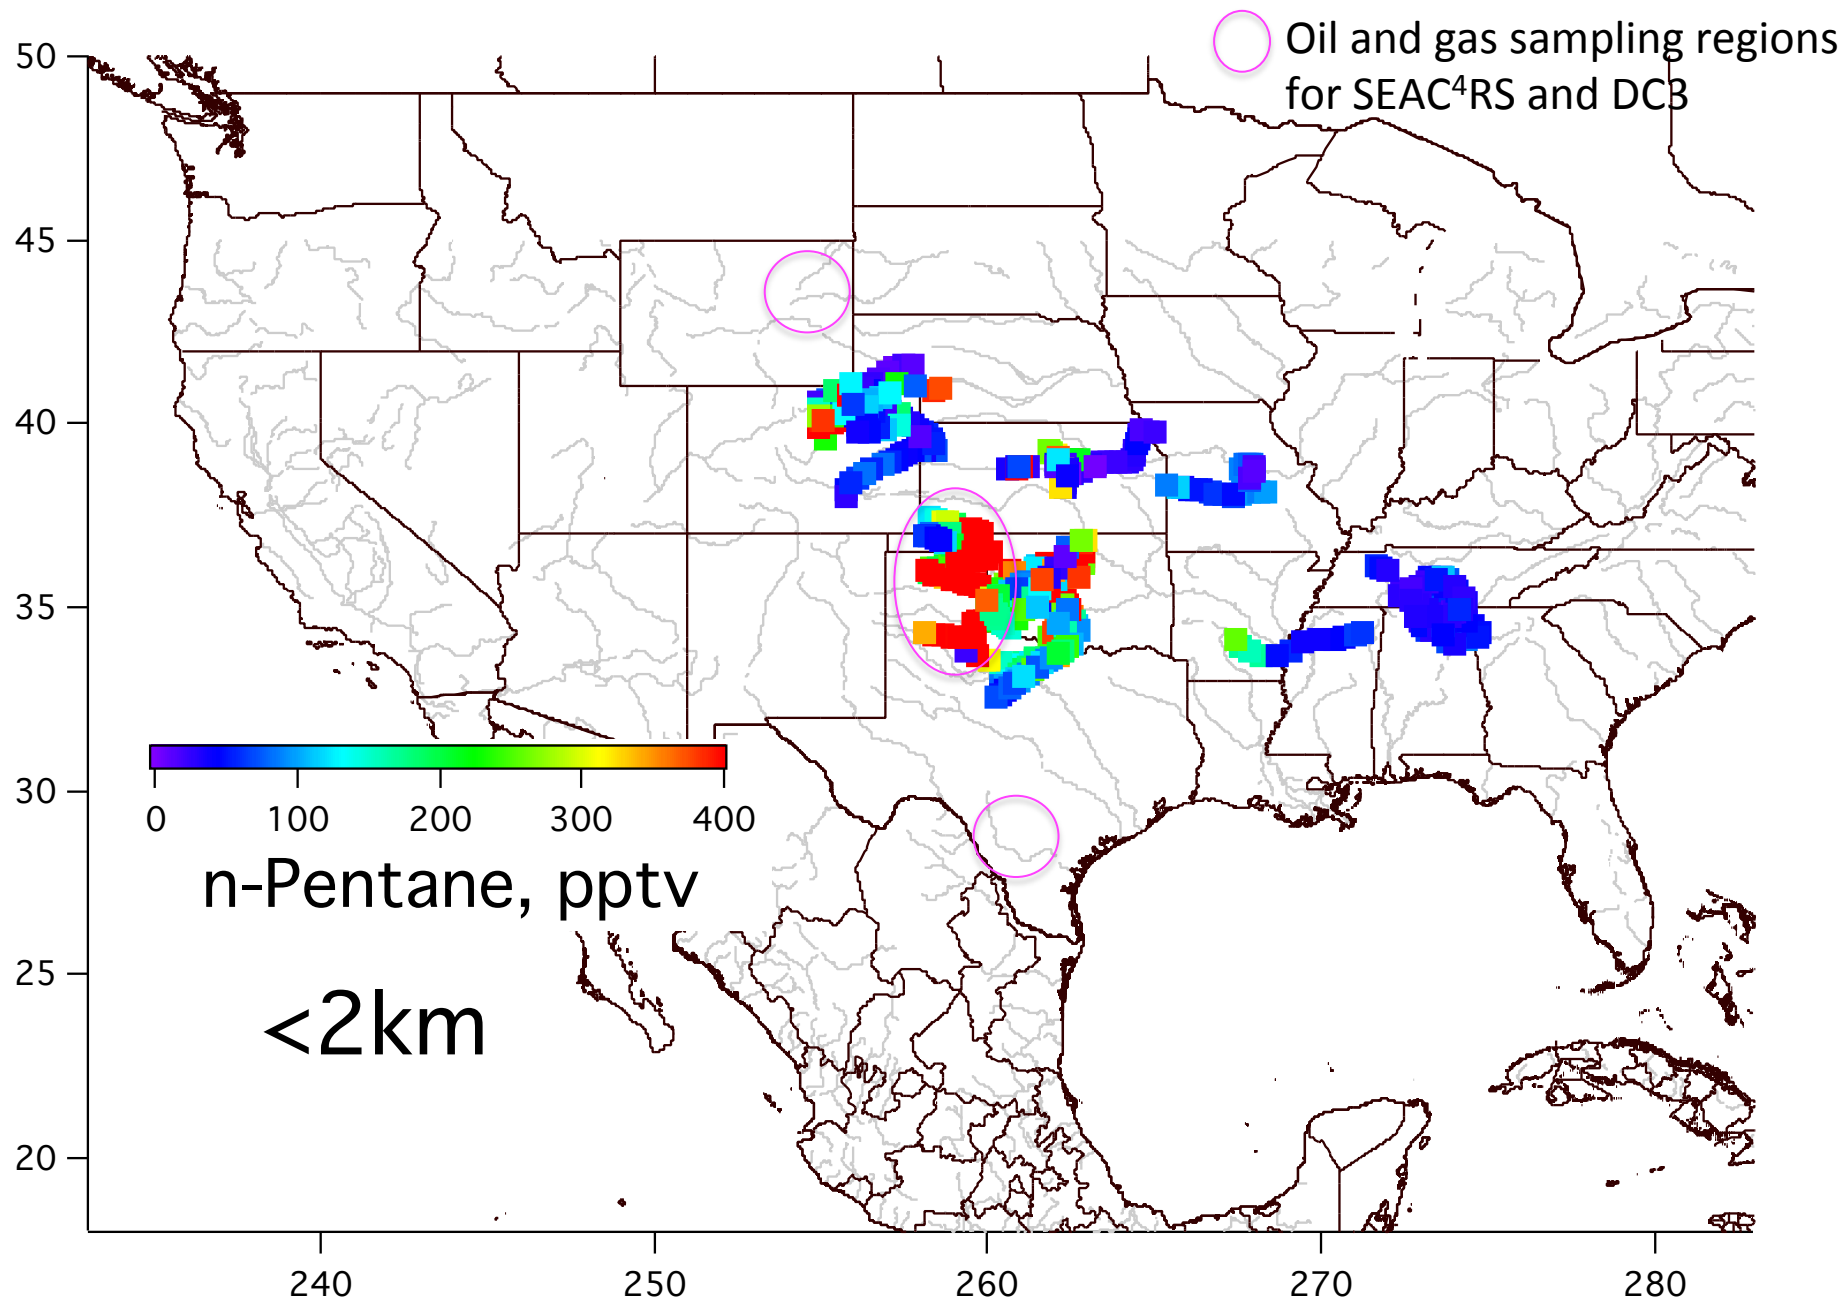 Oil and gas sampling regions
for SEAC⁴RS and DC3
50
45
40
35
30
25
20
0 100 200 300 400
n-Pentane, pptv
<2km
240 250 260 270 280